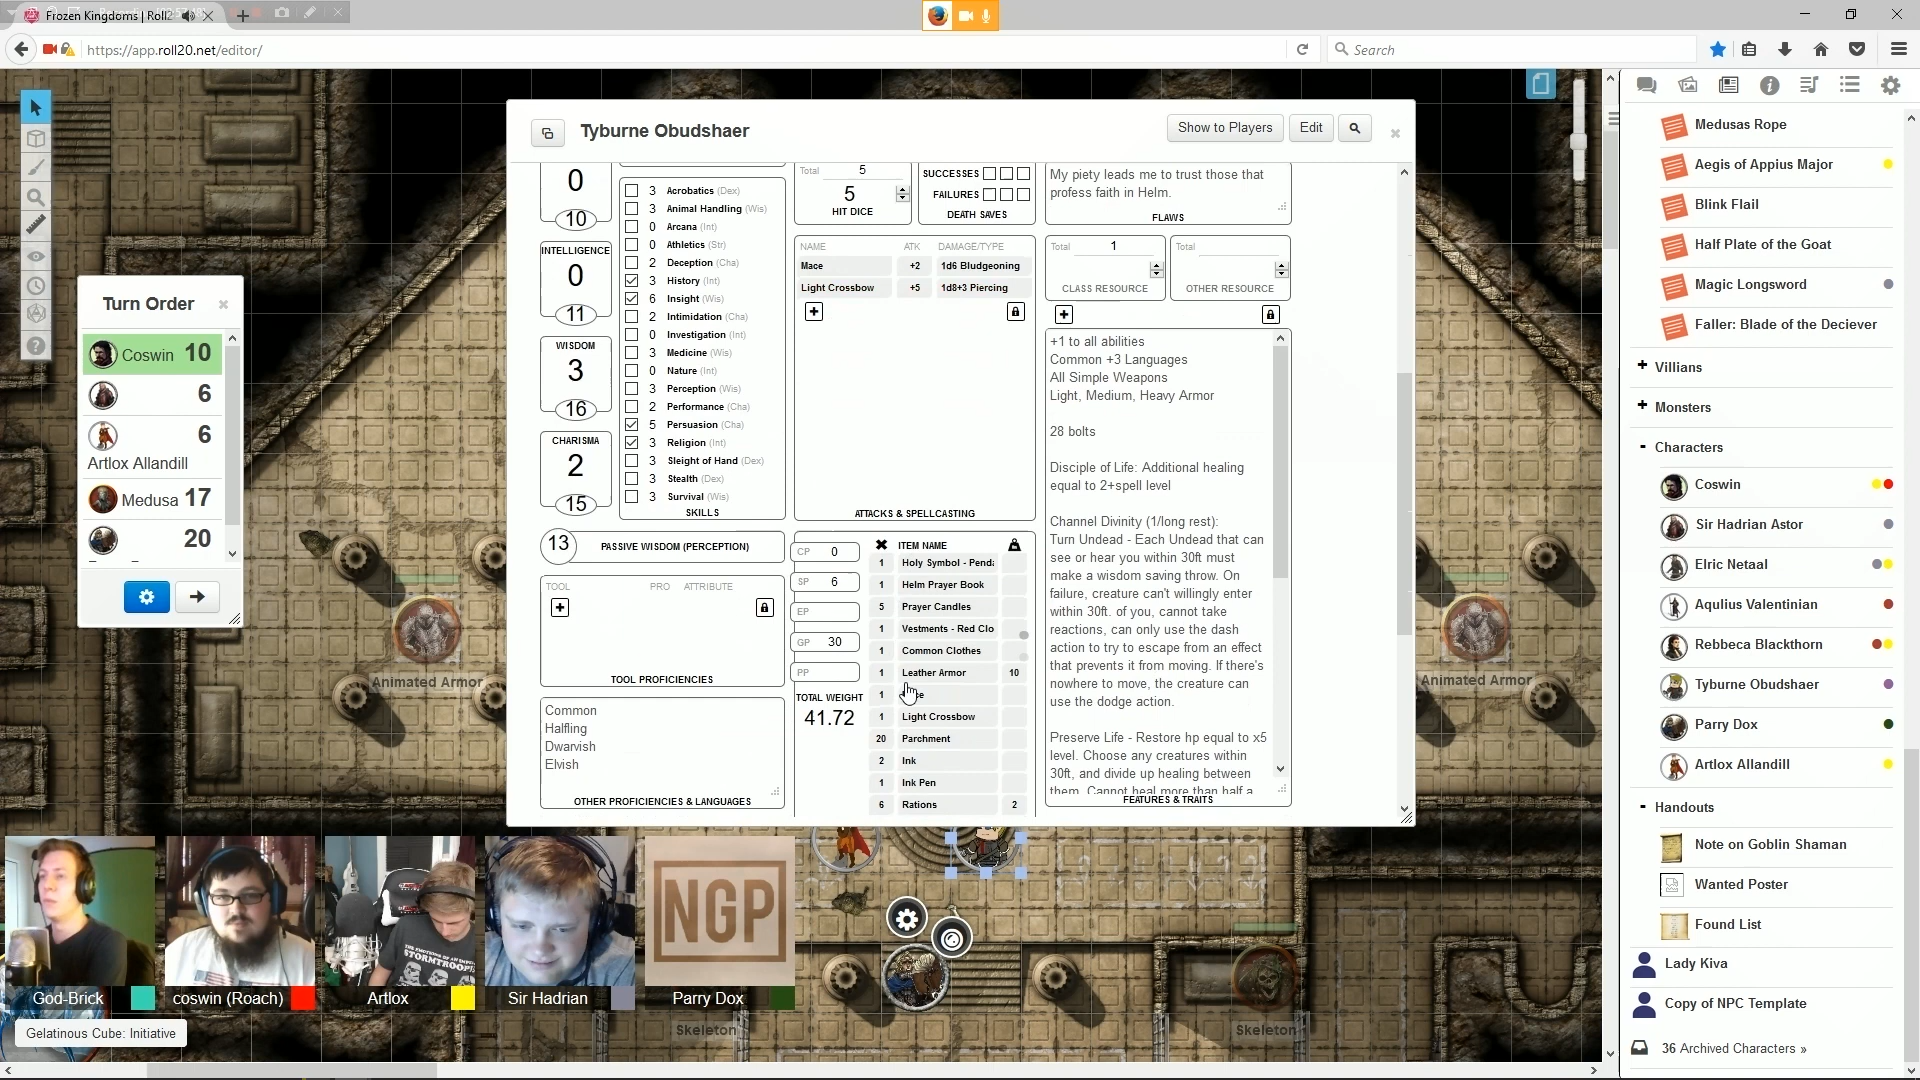 Frozen Kingdoms | Roll2
https://app.roll20.net/editor/
Search
Tyburne Obudshaer
Show to Players
Edit
Turn Order
Coswin 10
6
6
Artlox Allandill
Medusa 17
20
0
10
INTELLIGENCE
0
11
WISDOM
3
16
CHARISMA
2
15
3 Acrobatics (Dex)
3 Animal Handling (Wis)
0 Arcana (Int)
0 Athletics (Str)
2 Deception (Cha)
3 History (Int)
6 Insight (Wis)
2 Intimidation (Cha)
0 Investigation (Int)
3 Medicine (Wis)
0 Nature (Int)
3 Perception (Wis)
2 Performance (Cha)
5 Persuasion (Cha)
3 Religion (Int)
3 Sleight of Hand (Dex)
3 Stealth (Dex)
3 Survival (Wis)
SKILLS
13 PASSIVE WISDOM (PERCEPTION)
TOOL PRO ATTRIBUTE
TOOL PROFICIENCIES
Common
Halfling
Dwarvish
Elvish
OTHER PROFICIENCIES & LANGUAGES
Total 5
5
HIT DICE
SUCCESSES
FAILURES
DEATH SAVES
NAME ATK DAMAGE/TYPE
Mace +2 1d6 Bludgeoning
Light Crossbow +5 1d8+3 Piercing
ATTACKS & SPELLCASTING
CP 0
SP 6
EP
GP 30
PP
TOTAL WEIGHT
41.72
ITEM NAME
1 Holy Symbol - Penda
1 Helm Prayer Book
5 Prayer Candles
1 Vestments - Red Clo
1 Common Clothes
1 Leather Armor 10
1
1 Light Crossbow
20 Parchment
2 Ink
1 Ink Pen
6 Rations 2
My piety leads me to trust those that
profess faith in Helm.
FLAWS
Total 1
CLASS RESOURCE
Total
OTHER RESOURCE
+1 to all abilities
Common +3 Languages
All Simple Weapons
Light, Medium, Heavy Armor
28 bolts
Disciple of Life: Additional healing
equal to 2+spell level
Channel Divinity (1/long rest):
Turn Undead - Each Undead that can
see or hear you within 30ft must
make a wisdom saving throw. On
failure, creature can't willingly enter
within 30ft. of you, cannot take
reactions, can only use the dash
action to try to escape from an effect
that prevents it from moving. If there's
nowhere to move, the creature can
use the dodge action.
Preserve Life - Restore hp equal to x5
level. Choose any creatures within
30ft, and divide up healing between
them. Cannot heal more than half a
FEATURES & TRAITS
Medusas Rope
Aegis of Appius Major
Blink Flail
Half Plate of the Goat
Magic Longsword
Faller: Blade of the Deciever
+ Villians
+ Monsters
- Characters
Coswin
Sir Hadrian Astor
Elric Netaal
Aqulius Valentinian
Rebbeca Blackthorn
Tyburne Obudshaer
Parry Dox
Artlox Allandill
- Handouts
Note on Goblin Shaman
Wanted Poster
Found List
Lady Kiva
Copy of NPC Template
36 Archived Characters »
Animated Armor
Animated Armor
Skeleton
Skeleton
STORMTROOPER
NGP
God-Brick
coswin (Roach)
Artlox
Sir Hadrian
Parry Dox
Gelatinous Cube: Initiative